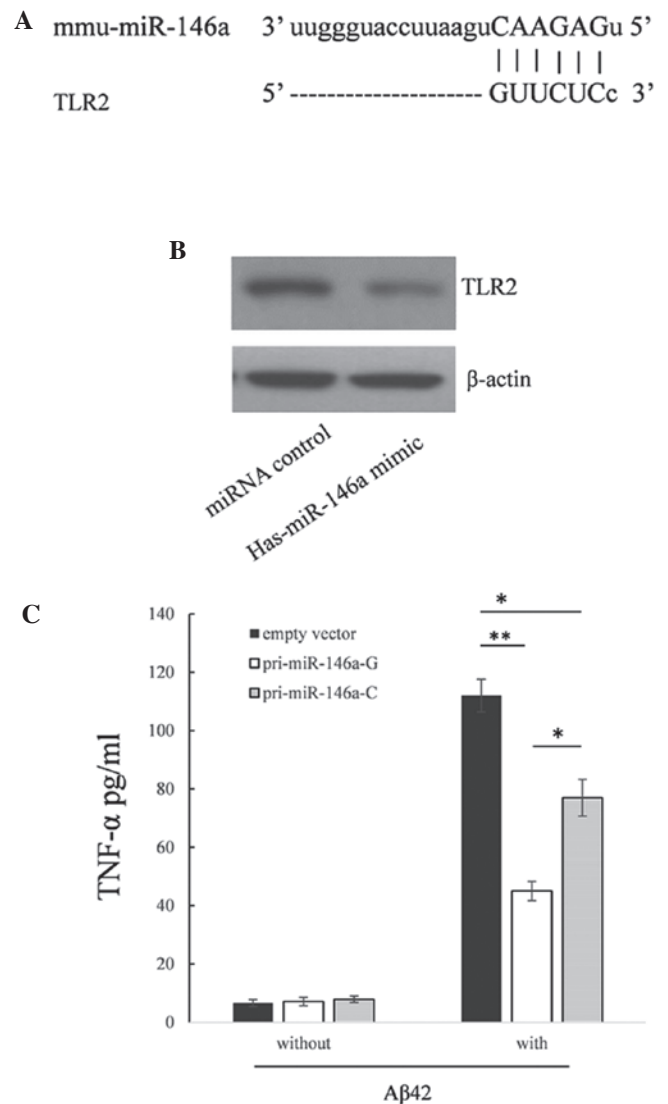 A
mmu-miR-146a 3’ uuggguaccuuaaguCAAGAGu 5’
| | | | | |
TLR2 5’ --------------------- GUUCUCc 3’
B
TLR2
β-actin
miRNA control
Has-miR-146a mimic
C
TNF-α pg/ml
140
120
100
80
60
40
20
0
empty vector
pri-miR-146a-G
pri-miR-146a-C
*
**
*
without
with
Aβ42